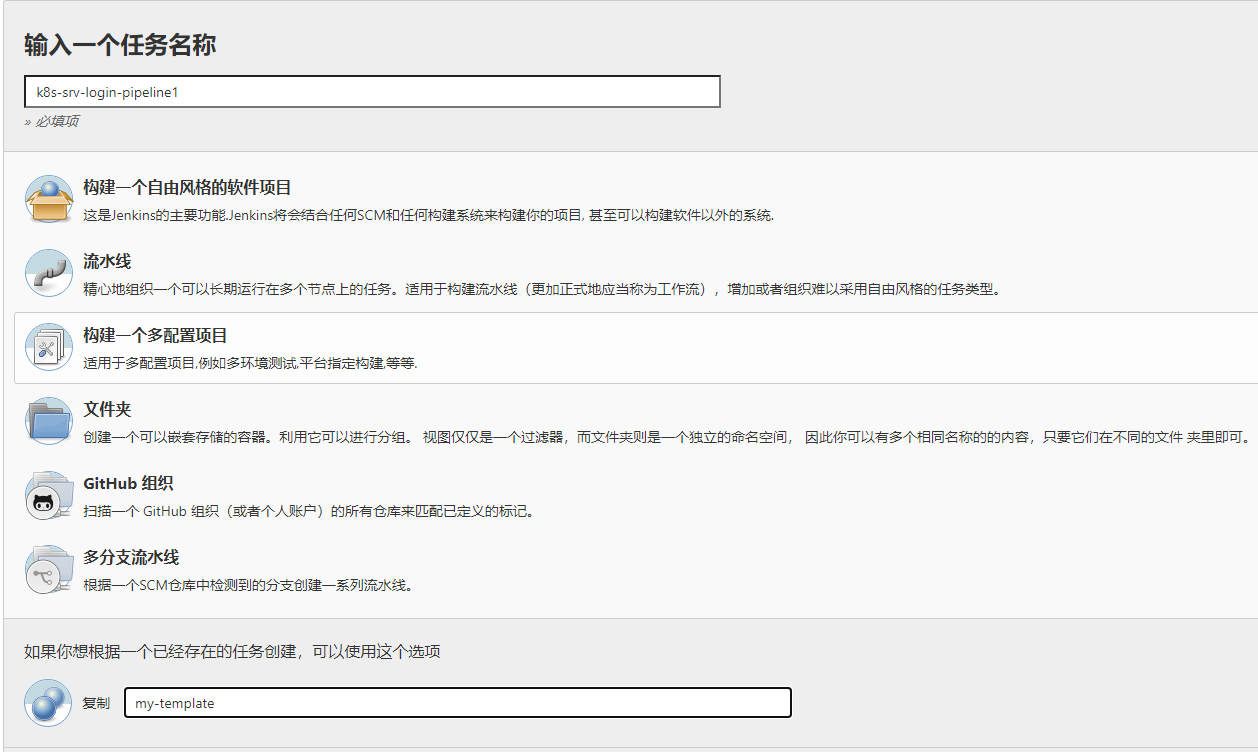 输入一个任务名称
k8s-srv-login-pipeline1
» 必填项
构建一个自由风格的软件项目
这是Jenkins的主要功能.Jenkins将会结合任何SCM和任何构建系统来构建你的项目, 甚至可以构建软件以外的系统.
流水线
精心地组织一个可以长期运行在多个节点上的任务。适用于构建流水线（更加正式地应当称为工作流），增加或者组织难以采用自由风格的任务类型。
构建一个多配置项目
适用于多配置项目,例如多环境测试,平台指定构建,等等.
文件夹
创建一个可以嵌套存储的容器。利用它可以进行分组。 视图仅仅是一个过滤器，而文件夹则是一个独立的命名空间， 因此你可以有多个相同名称的的内容，只要它们在不同的文件 夹里即可。
GitHub 组织
扫描一个 GitHub 组织（或者个人账户）的所有仓库来匹配已定义的标记。
多分支流水线
根据一个SCM仓库中检测到的分支创建一系列流水线。
如果你想根据一个已经存在的任务创建，可以使用这个选项
复制 my-template